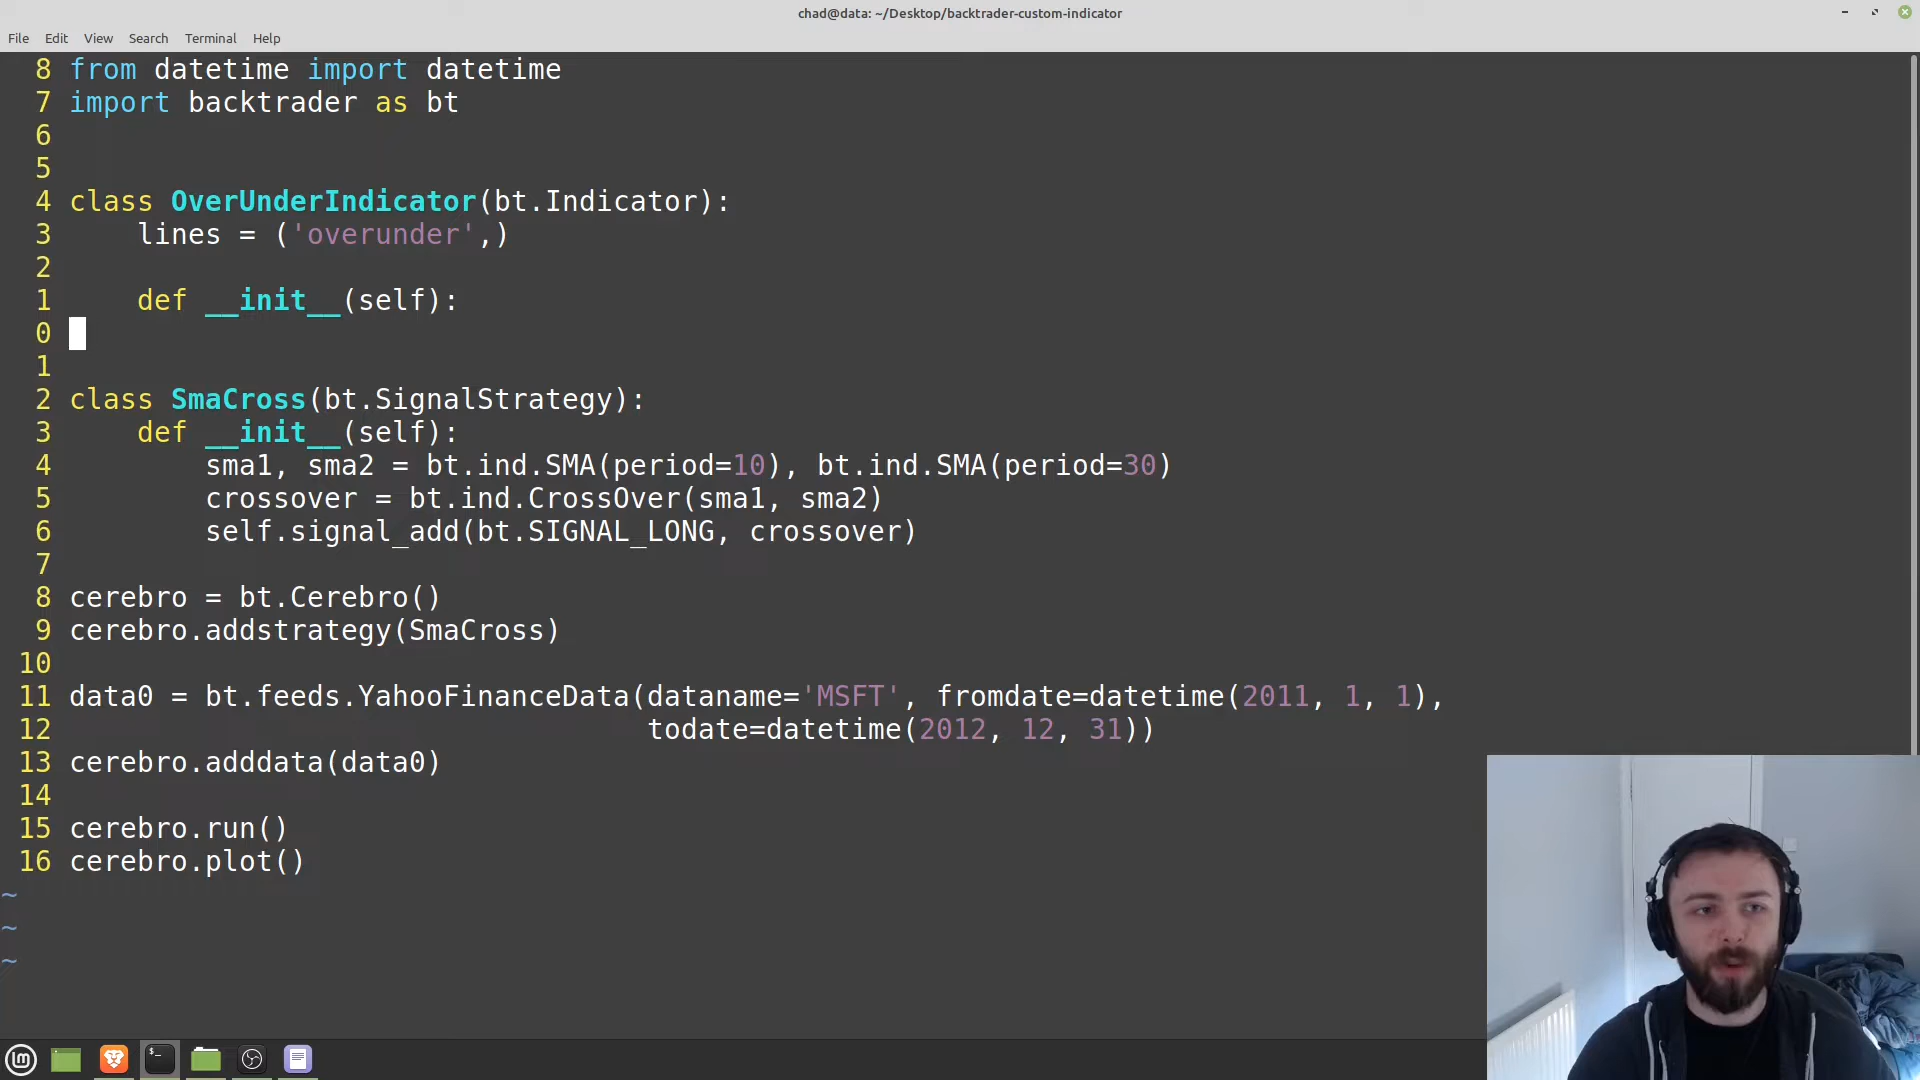 chad@data: ~/Desktop/backtrader-custom-indicator
File Edit View Search Terminal Help
8 from datetime import datetime
7 import backtrader as bt
6
5
4 class OverUnderIndicator(bt.Indicator):
3     lines = ('overunder',)
2
1     def __init__(self):
0
1
2 class SmaCross(bt.SignalStrategy):
3     def __init__(self):
4         sma1, sma2 = bt.ind.SMA(period=10), bt.ind.SMA(period=30)
5         crossover = bt.ind.CrossOver(sma1, sma2)
6         self.signal_add(bt.SIGNAL_LONG, crossover)
7
8 cerebro = bt.Cerebro()
9 cerebro.addstrategy(SmaCross)
10
11 data0 = bt.feeds.YahooFinanceData(dataname='MSFT', fromdate=datetime(2011, 1, 1),
12                                   todate=datetime(2012, 12, 31))
13 cerebro.adddata(data0)
14
15 cerebro.run()
16 cerebro.plot()
~
~
~